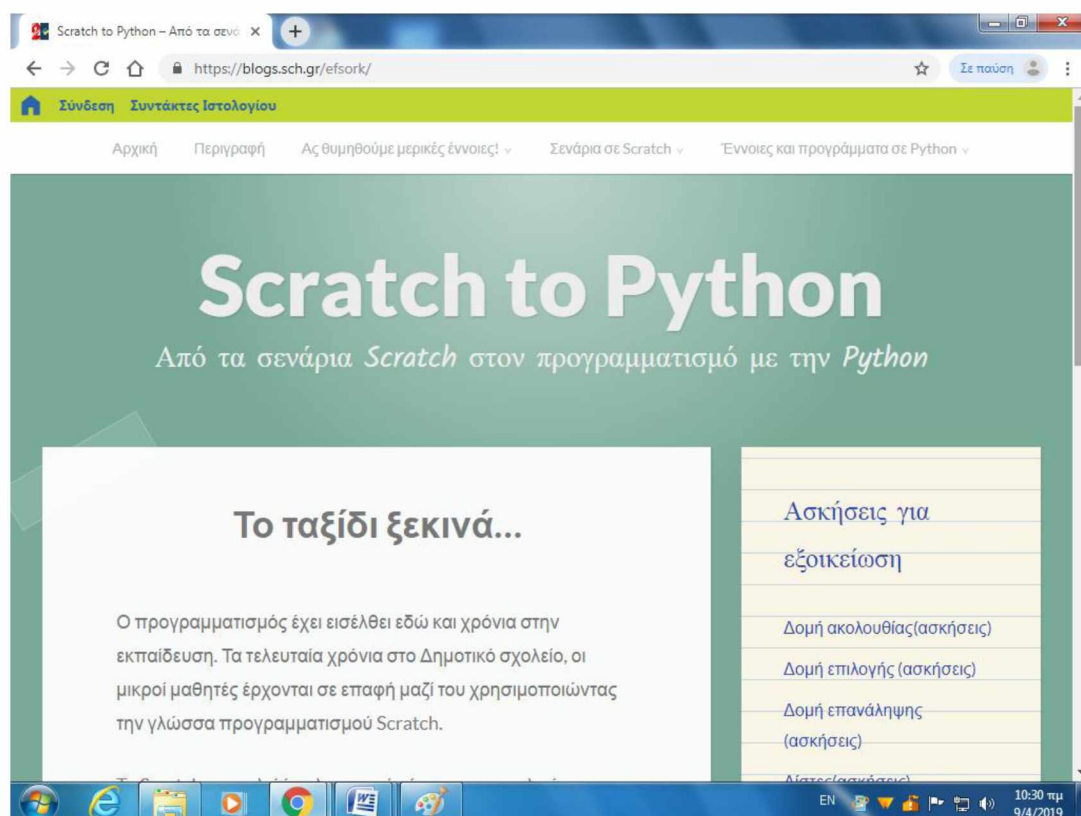 Scratch to Python – Από τα σενά
https://blogs.sch.gr/efsork/
Σε παύση
Σύνδεση Συντάκτες Ιστολογίου
Αρχική Περιγραφή Ας θυμηθούμε μερικές έννοιες! Σενάρια σε Scratch Έννοιες και προγράμματα σε Python
Scratch to Python
Από τα σενάρια Scratch στον προγραμματισμό με την Python
Το ταξίδι ξεκινά...
Ο προγραμματισμός έχει εισέλθει εδώ και χρόνια στην
εκπαίδευση. Τα τελευταία χρόνια στο Δημοτικό σχολείο, οι
μικροί μαθητές έρχονται σε επαφή μαζί του χρησιμοποιώντας
την γλώσσα προγραμματισμού Scratch.
Ασκήσεις για
εξοικείωση
Δομή ακολουθίας(ασκήσεις)
Δομή επιλογής (ασκήσεις)
Δομή επανάληψης
(ασκήσεις)
Λίστες(ασκήσεις)
EN
10:30 πμ
9/4/2019